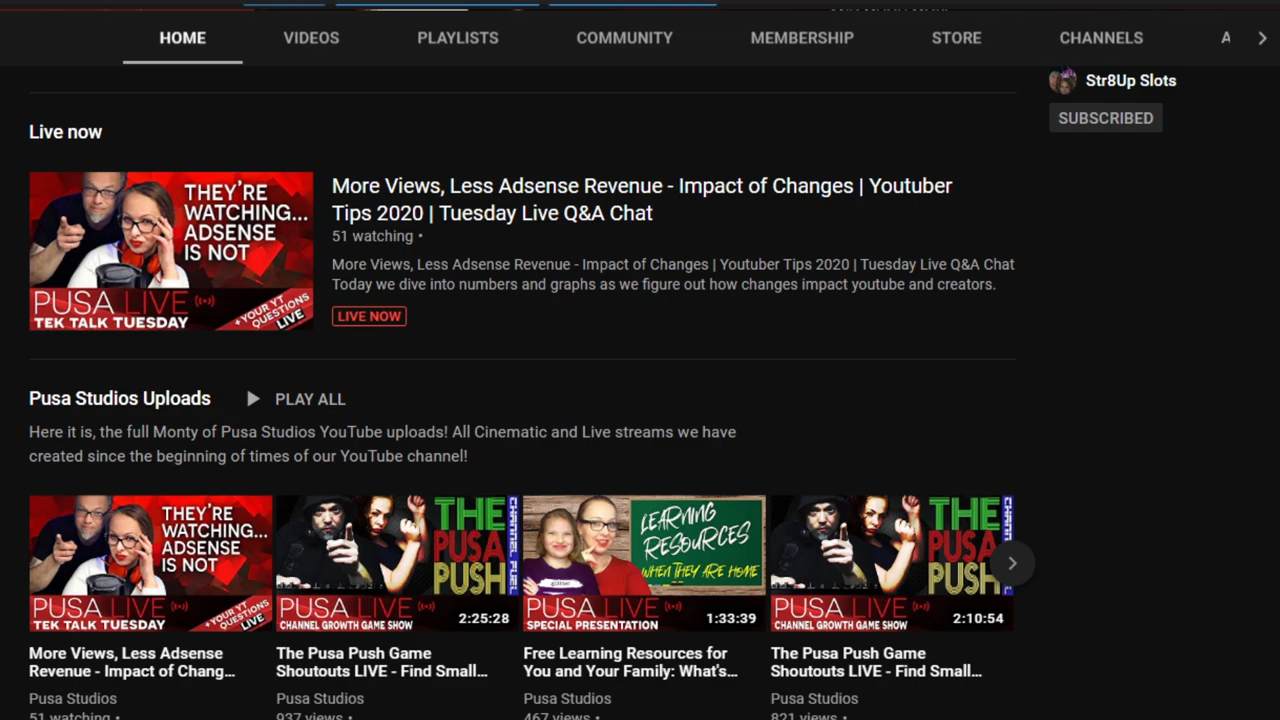 HOME VIDEOS PLAYLISTS COMMUNITY MEMBERSHIP STORE CHANNELS A
Str8Up Slots
SUBSCRIBED
Live now
THEY'RE
WATCHING...
ADSENSE
IS NOT
PUSA LIVE
TEK TALK TUESDAY
+YOUR YT
QUESTIONS
LIVE
More Views, Less Adsense Revenue - Impact of Changes | Youtuber
Tips 2020 | Tuesday Live Q&A Chat
51 watching •
More Views, Less Adsense Revenue - Impact of Changes | Youtuber Tips 2020 | Tuesday Live Q&A Chat
Today we dive into numbers and graphs as we figure out how changes impact youtube and creators.
LIVE NOW
Pusa Studios Uploads PLAY ALL
Here it is, the full Monty of Pusa Studios YouTube uploads! All Cinematic and Live streams we have
created since the beginning of times of our YouTube channel!
THEY'RE
WATCHING...
ADSENSE
IS NOT
PUSA LIVE
TEK TALK TUESDAY
+YOUR YT
QUESTIONS
LIVE
More Views, Less Adsense
Revenue - Impact of Chang...
Pusa Studios
51 watching •
THE
PUSA
PUSH
CHANNEL FUEL
PUSA LIVE
CHANNEL GROWTH GAME SHOW
2:25:28
The Pusa Push Game
Shoutouts LIVE - Find Small...
Pusa Studios
937 views •
LEARNING
RESOURCES
WHEN THEY ARE HOME
PUSA LIVE
SPECIAL PRESENTATION
1:33:39
Free Learning Resources for
You and Your Family: What's...
Pusa Studios
467 views •
THE
PUSA
PUSH
PUSA LIVE
CHANNEL GROWTH GAME SHOW
2:10:54
The Pusa Push Game
Shoutouts LIVE - Find Small...
Pusa Studios
821 views •